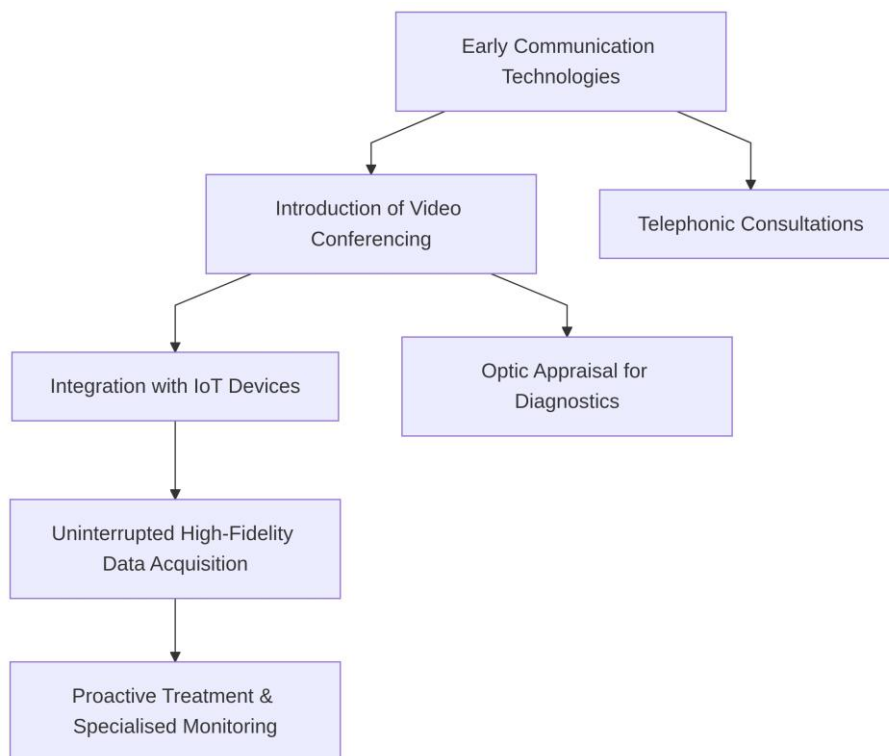 Early Communication
Technologies
Introduction of Video
Conferencing
Telephonic Consultations
Integration with IoT Devices
Optic Appraisal for
Diagnostics
Uninterrupted High-Fidelity
Data Acquisition
Proactive Treatment &
Specialised Monitoring